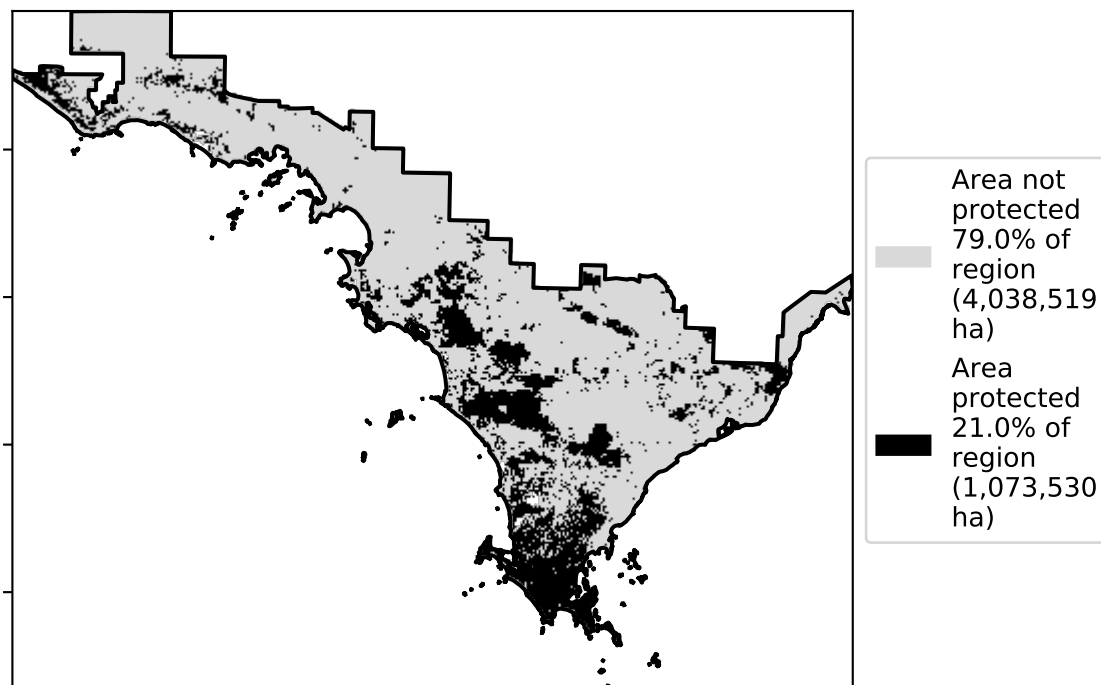 Area not
protected
79.0% of
region
(4,038,519
ha)
Area
protected
21.0% of
region
(1,073,530
ha)